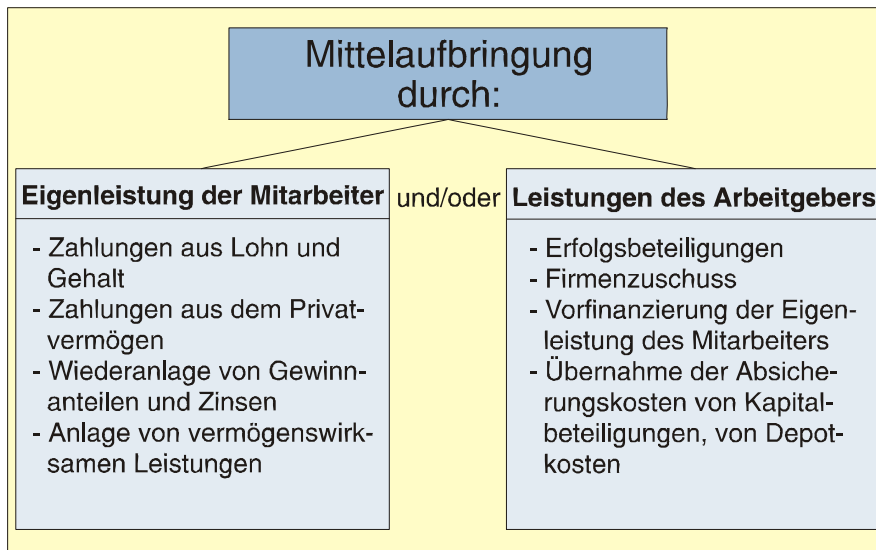 Mittelaufbringung
durch:
Eigenleistung der Mitarbeiter
- Zahlungen aus Lohn und
Gehalt
- Zahlungen aus dem Privat-
vermögen
- Wiederanlage von Gewinn-
anteilen und Zinsen
- Anlage von vermögenswirk-
samen Leistungen
und/oder
Leistungen des Arbeitgebers
- Erfolgsbeteiligungen
- Firmenzuschuss
- Vorfinanzierung der Eigen-
leistung des Mitarbeiters
- Übernahme der Absiche-
rungskosten von Kapital-
beteiligungen, von Depot-
kosten